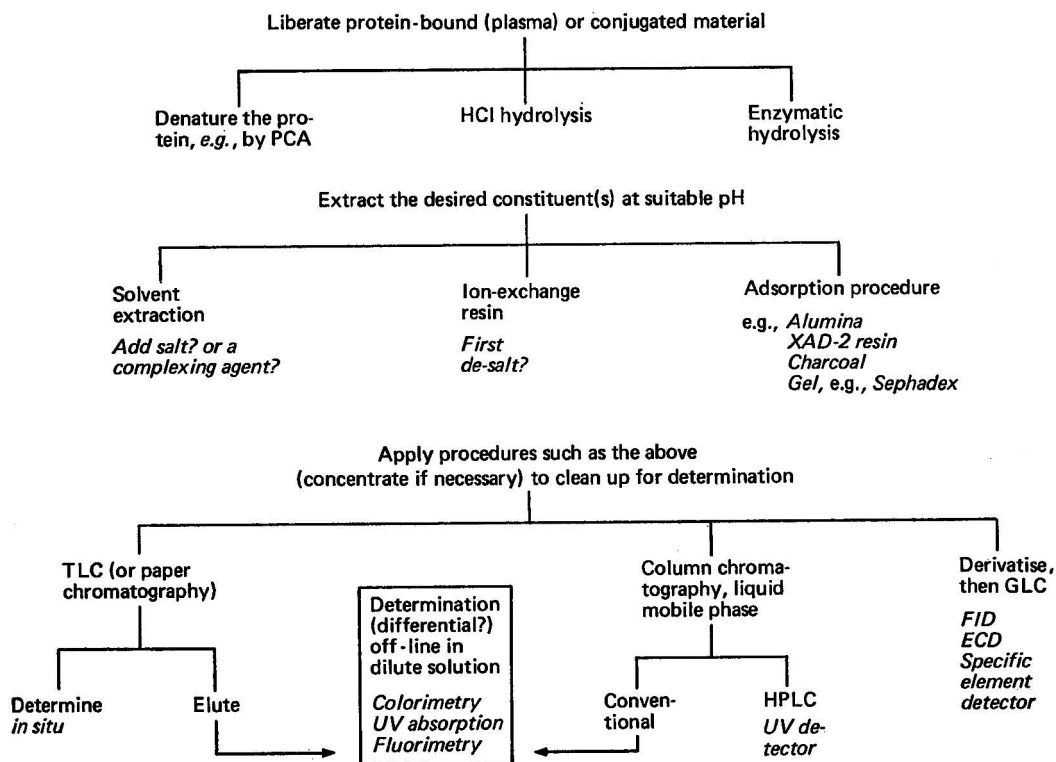 Liberate protein-bound (plasma) or conjugated material
Denature the pro-
tein, e.g., by PCA
HCl hydrolysis
Enzymatic
hydrolysis
Extract the desired constituent(s) at suitable pH
Solvent
extraction
Add salt? or a
complexing agent?
Ion-exchange
resin
First
de-salt?
Adsorption procedure
e.g., Alumina
XAD-2 resin
Charcoal
Gel, e.g., Sephadex
Apply procedures such as the above
(concentrate if necessary) to clean up for determination
TLC (or paper
chromatography)
Determine
in situ
Elute
Determination
(differential?)
off-line in
dilute solution
Colorimetry
UV absorption
Fluorimetry
Column chroma-
tography, liquid
mobile phase
Conven-
tional
HPLC
UV de-
tector
Derivatise,
then GLC
FID
ECD
Specific
element
detector